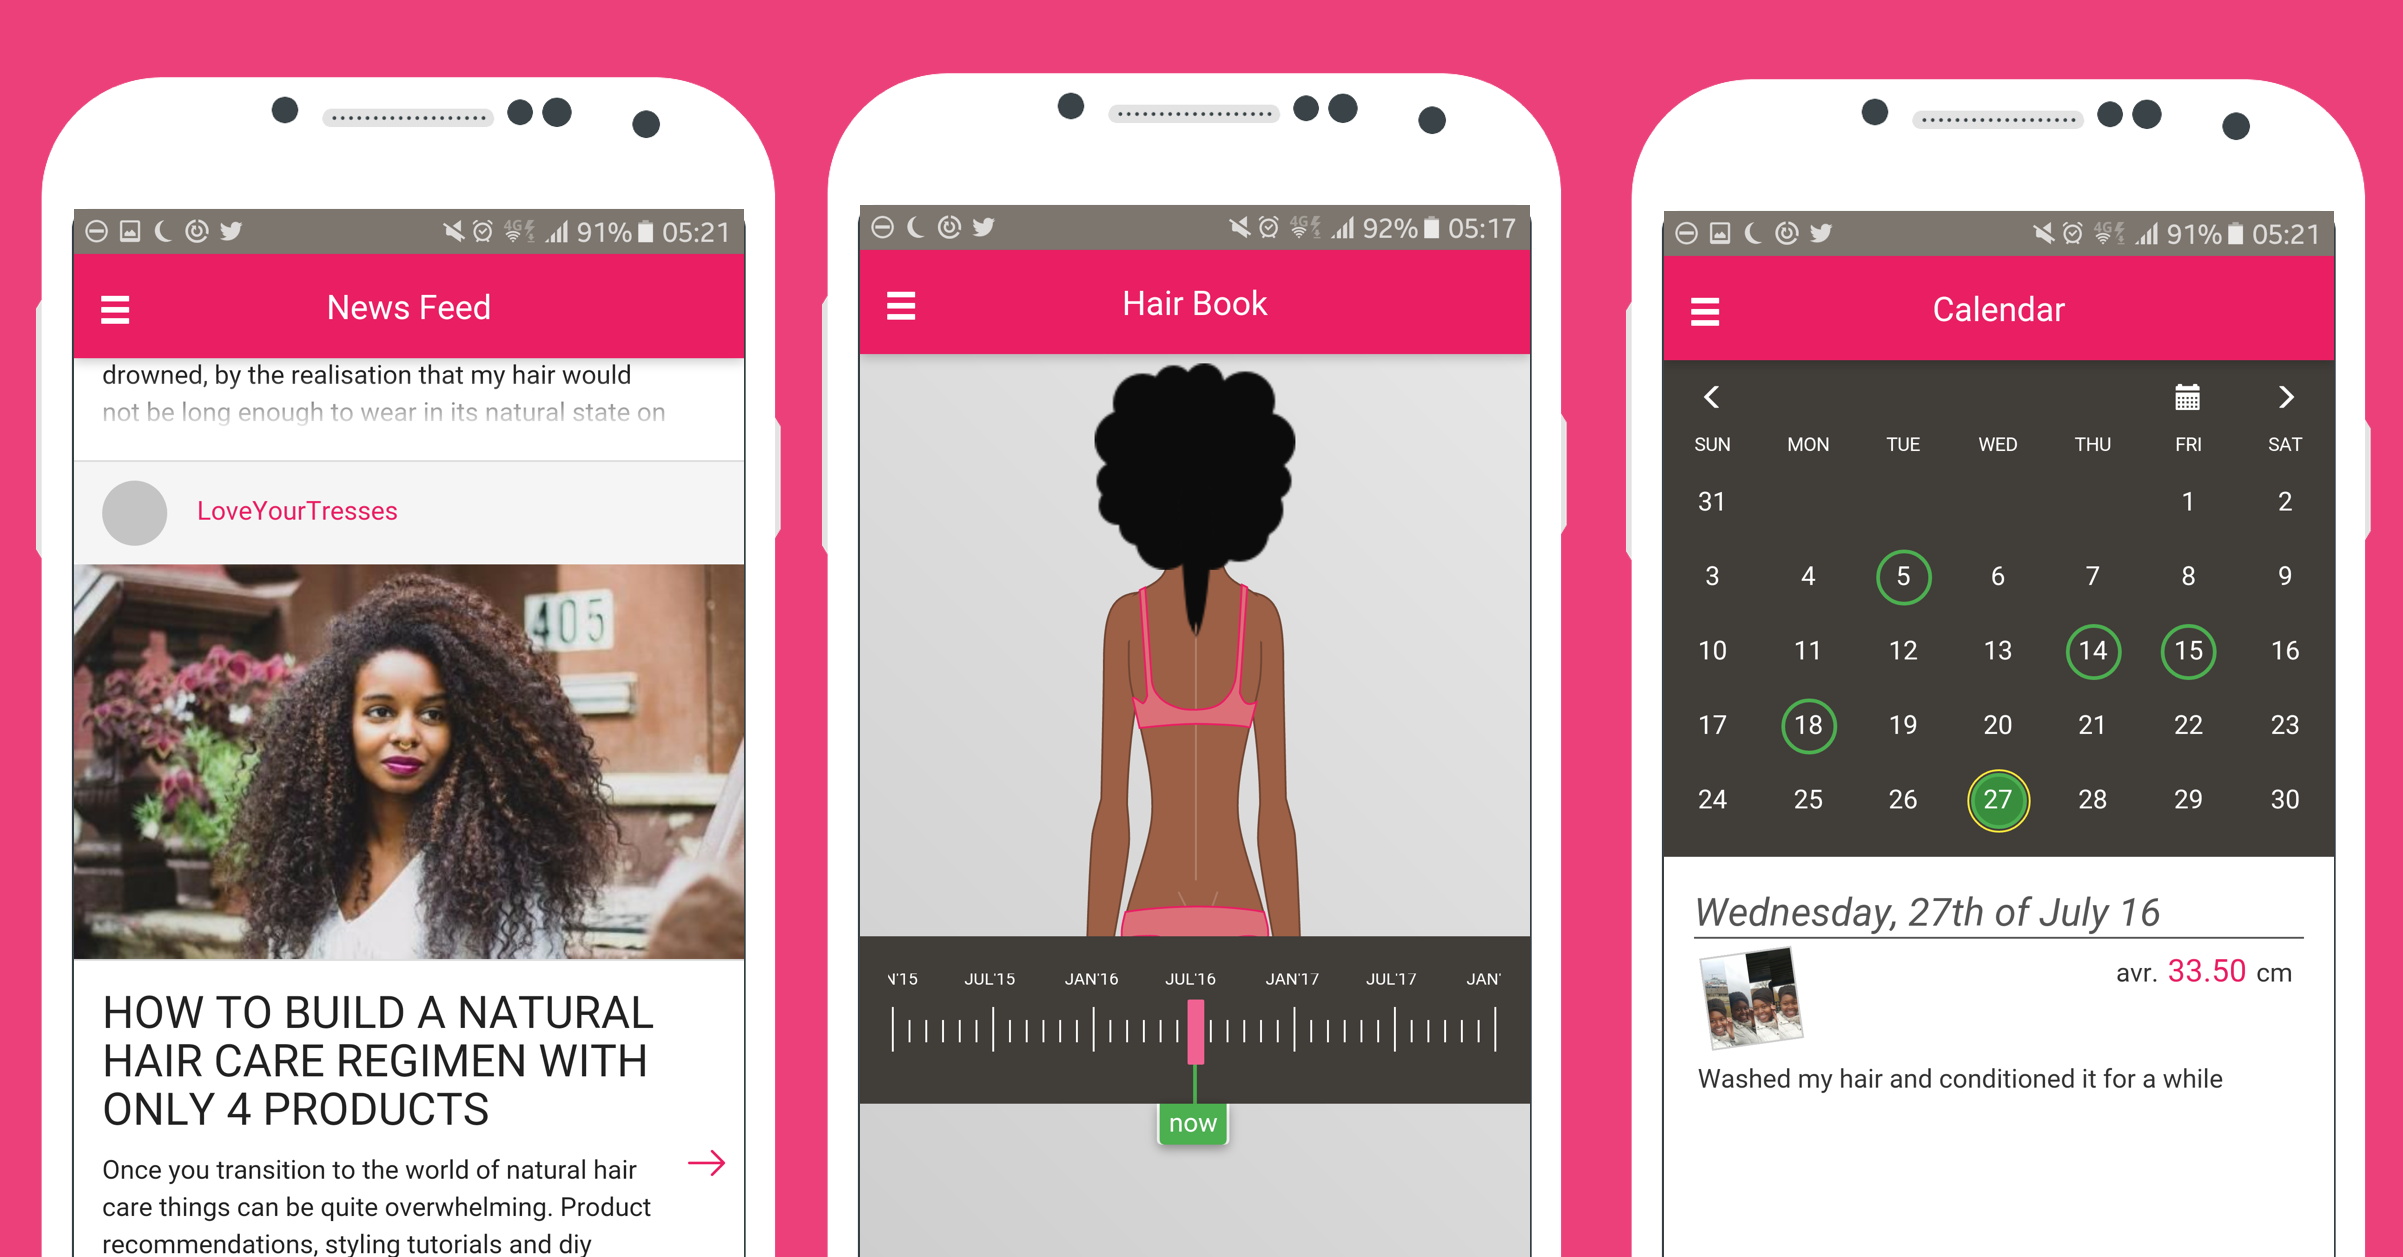 91% 05:21
News Feed
drowned, by the realisation that my hair would
not be long enough to wear in its natural state on
LoveYourTresses
405
HOW TO BUILD A NATURAL
HAIR CARE REGIMEN WITH
ONLY 4 PRODUCTS
Once you transition to the world of natural hair
care things can be quite overwhelming. Product
recommendations, styling tutorials and diy
4G 92% 05:17
Hair Book
N'15 JUL'15 JAN'16 JUL'16 JAN'17 JUL'17 JAN'
now
4G 91% 05:21
Calendar
SUN MON TUE WED THU FRI SAT
31 1 2
3 4 5 6 7 8 9
10 11 12 13 14 15 16
17 18 19 20 21 22 23
24 25 26 27 28 29 30
Wednesday, 27th of July 16
avr. 33.50 cm
Washed my hair and conditioned it for a while